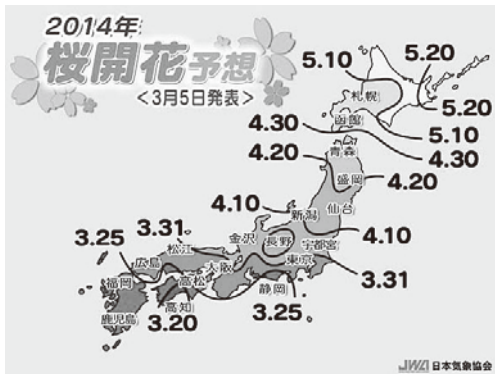 2014年
桜開花予想
<3月5日発表>
5.10
5.20
札幌
5.20
函館
4.30
5.10
青森
4.30
4.20
盛岡
4.20
仙台
4.10
新潟
金沢
長野
宇都宮
4.10
3.31
松江
3.25
東京
3.31
広島
大阪
静岡
福岡
高松
3.25
高知
鹿児島
3.20
JWA 日本気象協会